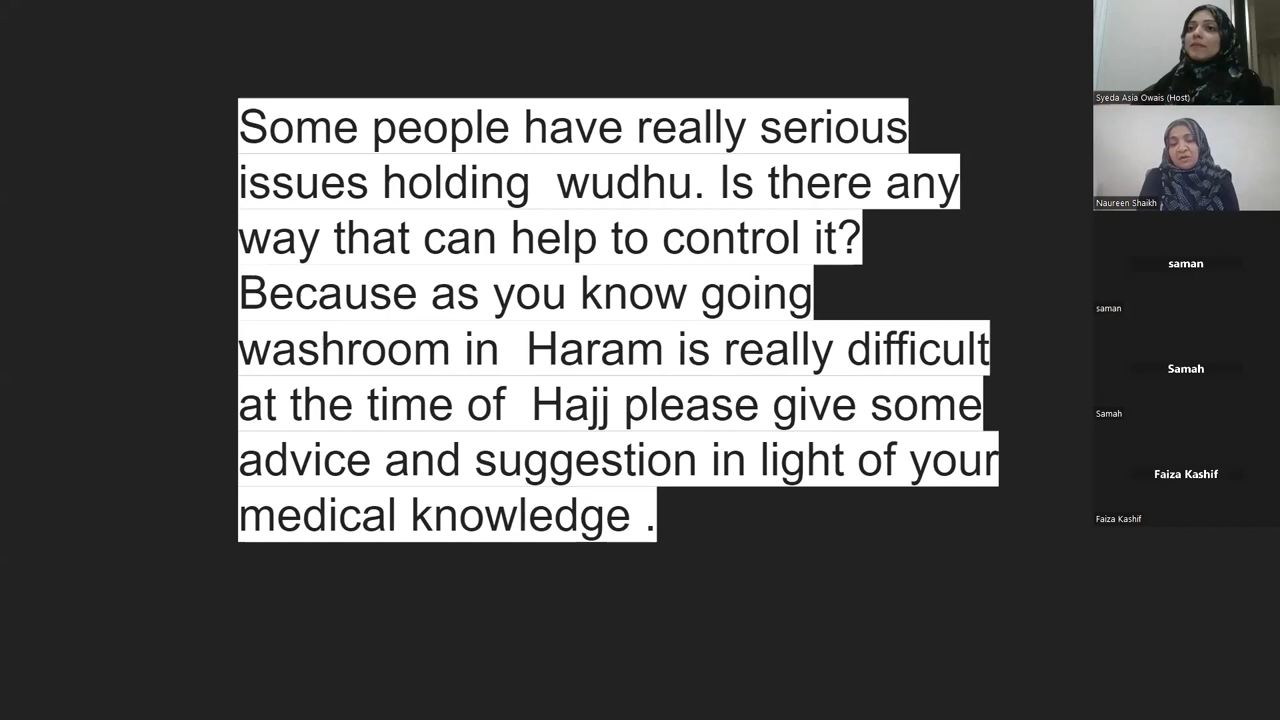 Some people have really serious
issues holding  wudhu. Is there any
way that can help to control it?
Because as you know going
washroom in  Haram is really difficult
at the time of  Hajj please give some
advice and suggestion in light of your
medical knowledge .
Syeda Asia Owais (Host)
Naureen Shaikh
saman
saman
Samah
Samah
Faiza Kashif
Faiza Kashif